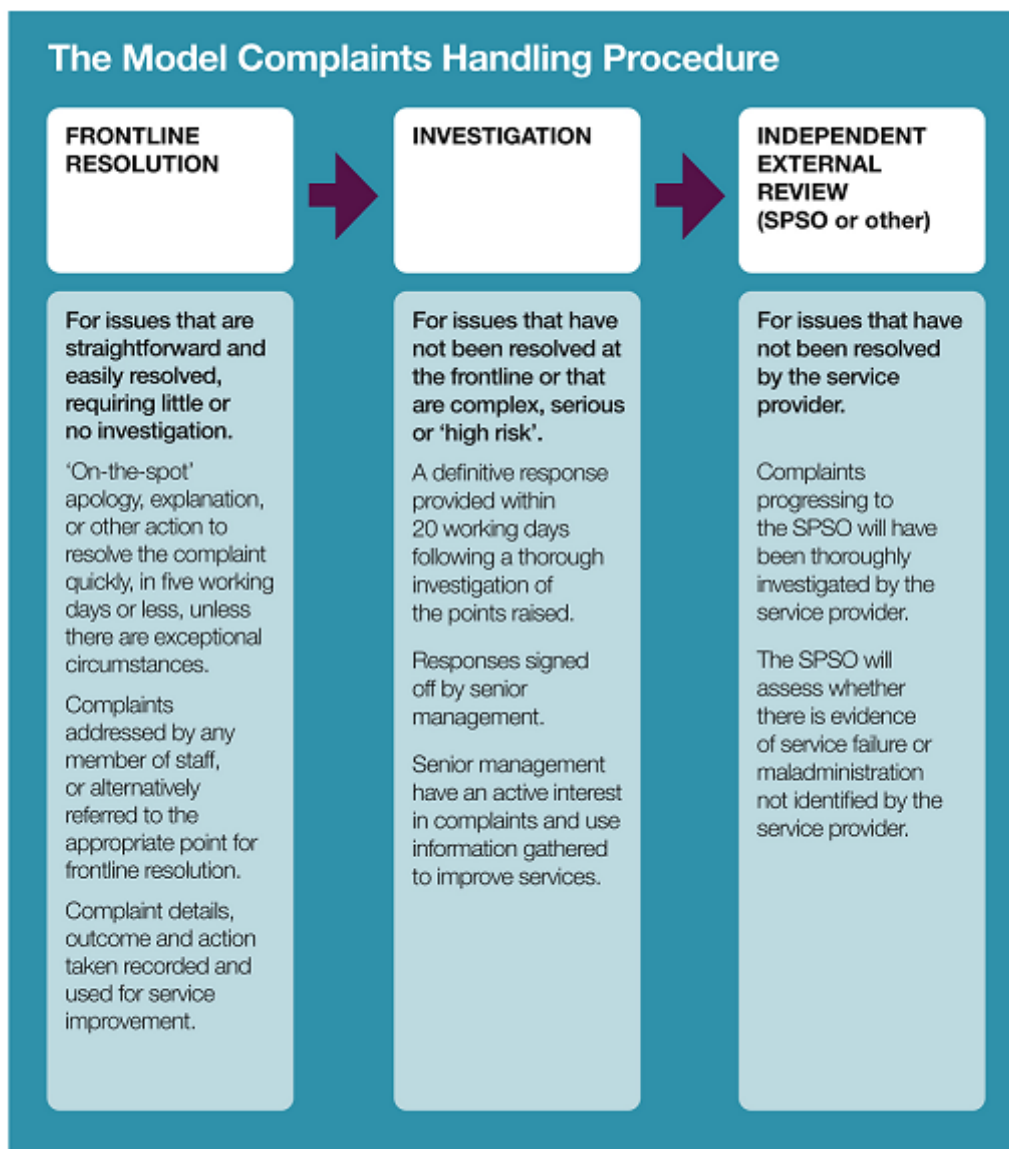 The Model Complaints Handling Procedure
FRONTLINE
RESOLUTION
INVESTIGATION
INDEPENDENT
EXTERNAL
REVIEW
(SPSO or other)
For issues that are
straightforward and
easily resolved,
requiring little or
no investigation.
‘On-the-spot’
apology, explanation,
or other action to
resolve the complaint
quickly, in five working
days or less, unless
there are exceptional
circumstances.
Complaints
addressed by any
member of staff,
or alternatively
referred to the
appropriate point for
frontline resolution.
Complaint details,
outcome and action
taken recorded and
used for service
improvement.
For issues that have
not been resolved at
the frontline or that
are complex, serious
or ‘high risk’.
A definitive response
provided within
20 working days
following a thorough
investigation of
the points raised.
Responses signed
off by senior
management.
Senior management
have an active interest
in complaints and use
information gathered
to improve services.
For issues that have
not been resolved
by the service
provider.
Complaints
progressing to
the SPSO will have
been thoroughly
investigated by the
service provider.
The SPSO will
assess whether
there is evidence
of service failure or
maladministration
not identified by the
service provider.